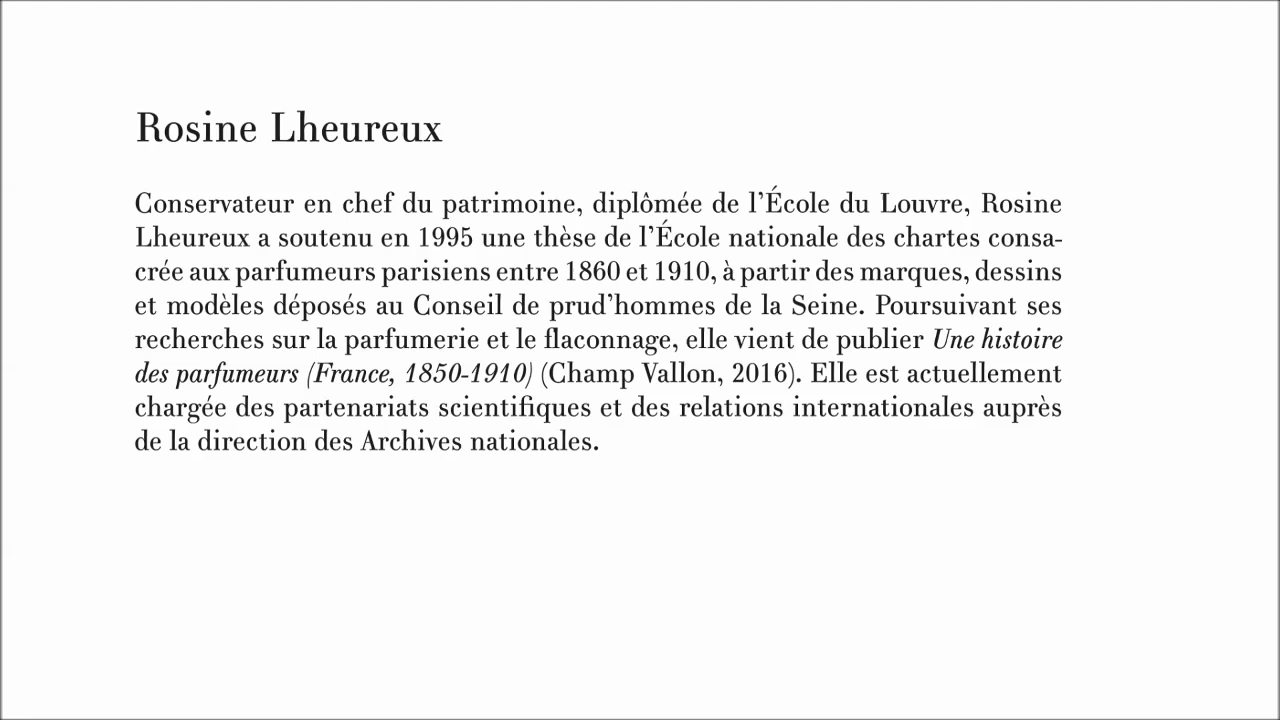 Rosine Lheureux
Conservateur en chef du patrimoine, diplômée de l’École du Louvre, Rosine
Lheureux a soutenu en 1995 une thèse de l’École nationale des chartes consa-
crée aux parfumeurs parisiens entre 1860 et 1910, à partir des marques, dessins
et modèles déposés au Conseil de prud’hommes de la Seine. Poursuivant ses
recherches sur la parfumerie et le flaconnage, elle vient de publier Une histoire
des parfumeurs (France, 1850-1910) (Champ Vallon, 2016). Elle est actuellement
chargée des partenariats scientifiques et des relations internationales auprès
de la direction des Archives nationales.